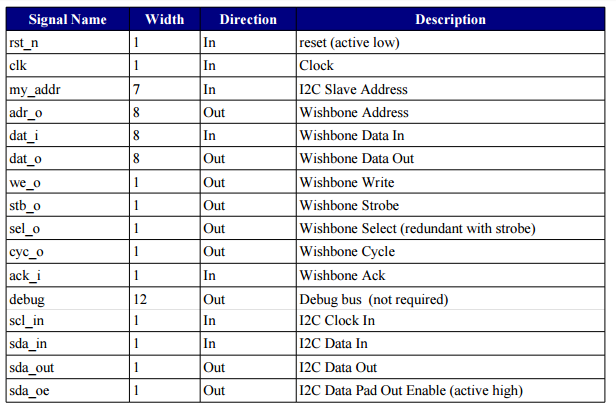 Signal Name Width Direction Description
rst_n 1 In reset (active low)
clk 1 In Clock
my_addr 7 In I2C Slave Address
adr_o 8 Out Wishbone Address
dat_i 8 In Wishbone Data In
dat_o 8 Out Wishbone Data Out
we_o 1 Out Wishbone Write
stb_o 1 Out Wishbone Strobe
sel_o 1 Out Wishbone Select (redundant with strobe)
cyc_o 1 Out Wishbone Cycle
ack_i 1 In Wishbone Ack
debug 12 Out Debug bus (not required)
scl_in 1 In I2C Clock In
sda_in 1 In I2C Data In
sda_out 1 Out I2C Data Out
sda_oe 1 Out I2C Data Pad Out Enable (active high)